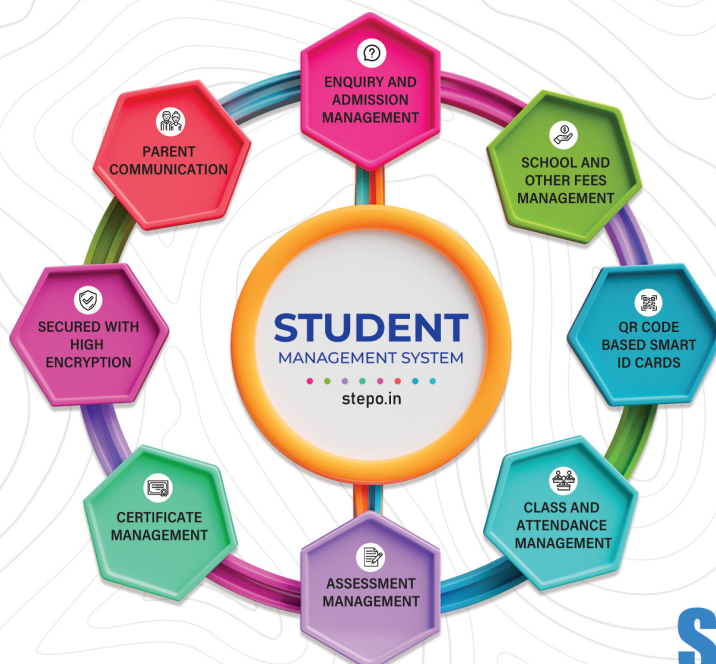 ENQUIRY AND
ADMISSION
MANAGEMENT
SCHOOL AND
OTHER FEES
MANAGEMENT
QR CODE
BASED SMART
ID CARDS
CLASS AND
ATTENDANCE
MANAGEMENT
ASSESSMENT
MANAGEMENT
CERTIFICATE
MANAGEMENT
SECURED WITH
HIGH
ENCRYPTION
PARENT
COMMUNICATION
STUDENT
MANAGEMENT SYSTEM
stepo.in
S